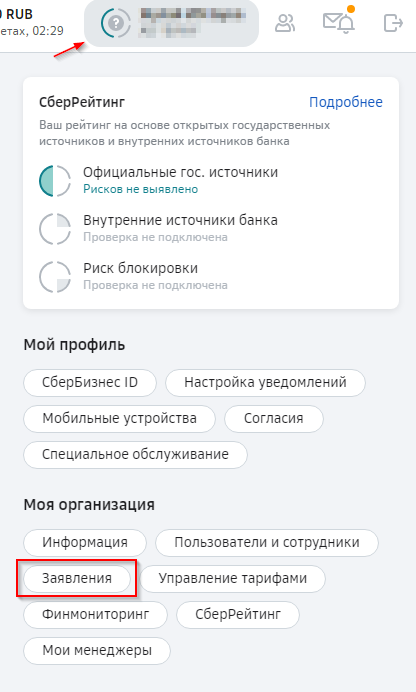 0 RUB
етах, 02:29
?
СберРейтинг
Подробнее
Ваш рейтинг на основе открытых государственных
источников и внутренних источников банка
Официальные гос. источники
Рисков не выявлено
Внутренние источники банка
Проверка не подключена
Риск блокировки
Проверка не подключена
Мой профиль
СберБизнес ID
Настройка уведомлений
Мобильные устройства
Согласия
Специальное обслуживание
Моя организация
Информация
Пользователи и сотрудники
Заявления
Управление тарифами
Финмониторинг
СберРейтинг
Мои менеджеры